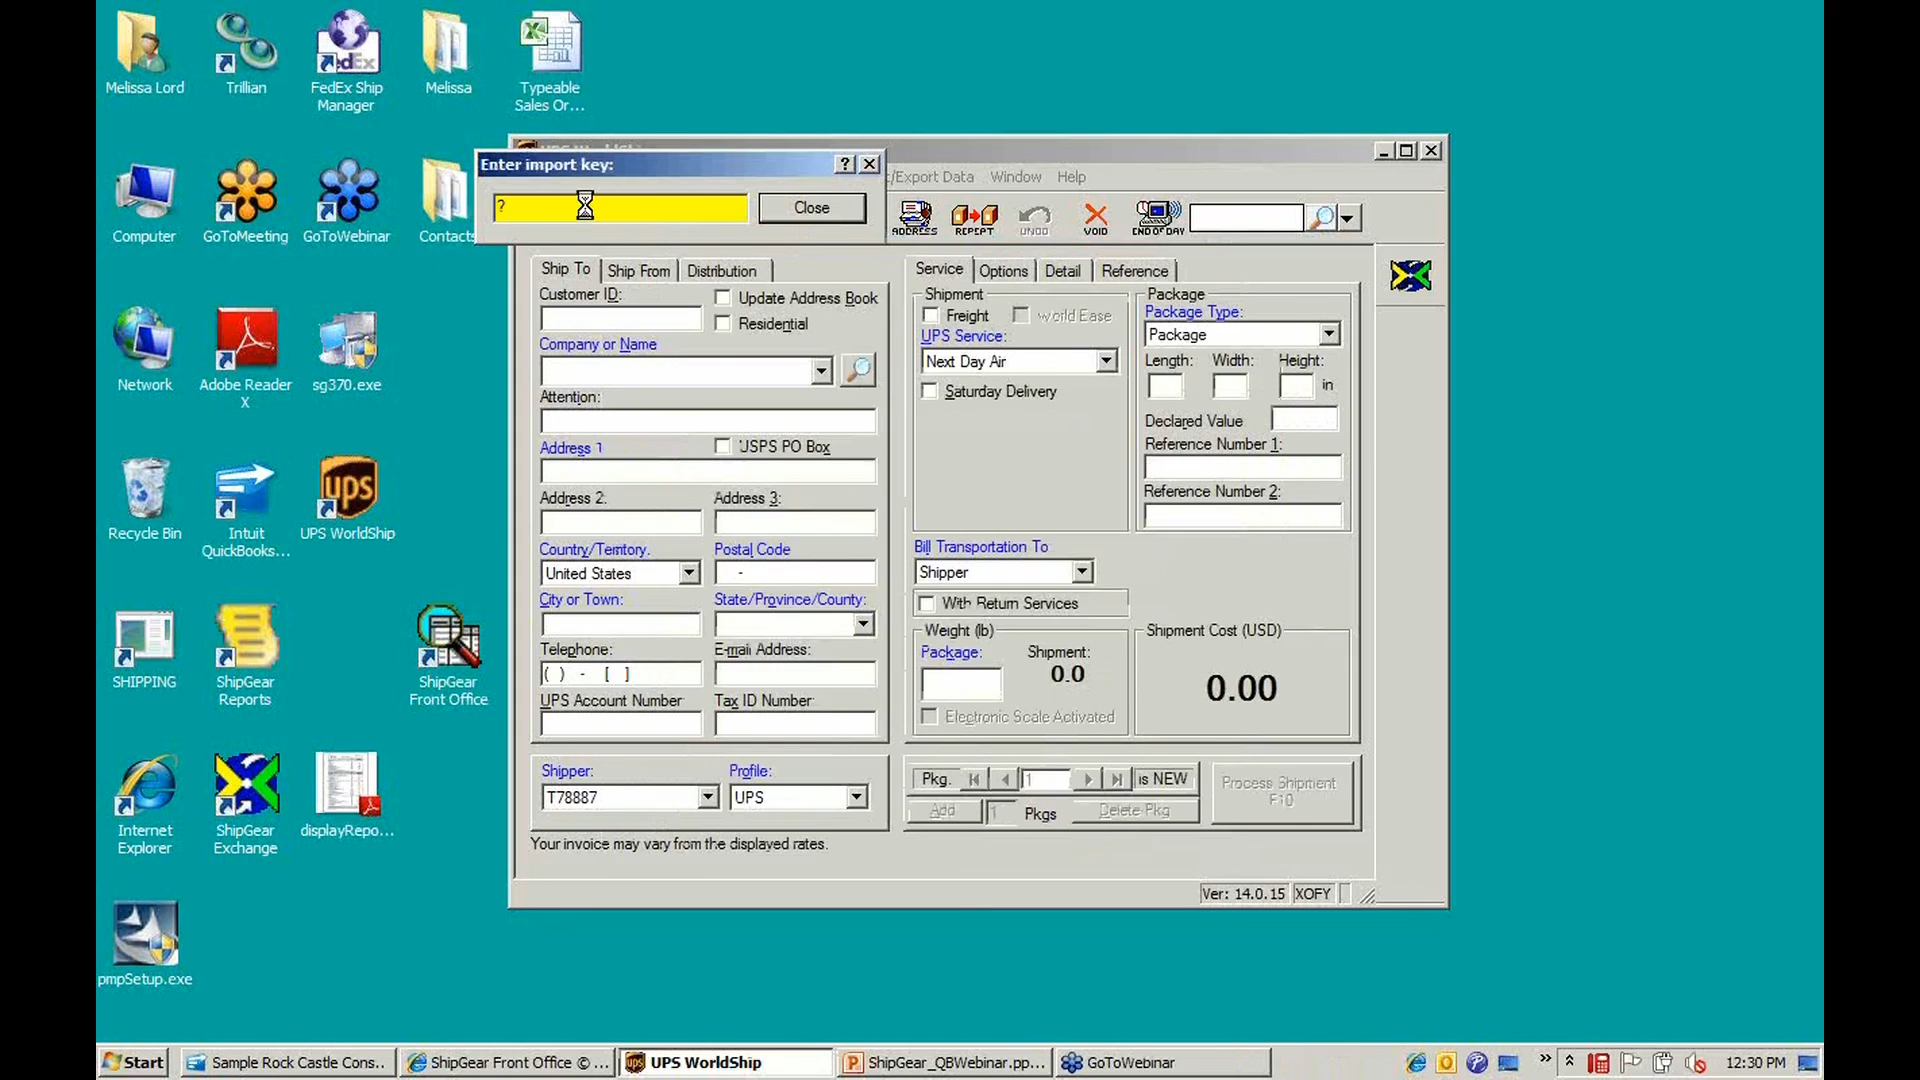 Melissa Lord
Trillian
FedEx Ship
Manager
Melissa
Typeable
Sales Or...
Computer
GoToMeeting
GoToWebinar
Contacts
Network
Adobe Reader
X
sg370.exe
Recycle Bin
Intuit
QuickBooks...
ups
UPS WorldShip
SHIPPING
ShipGear
Reports
ShipGear
Front Office
Internet
Explorer
ShipGear
Exchange
displayRepo...
pmpSetup.exe
Enter import key:
?
Close
t/Export Data Window Help
ADDRESS REPEAT UNDO VOID END OF DAY
Ship To Ship From Distribution
Customer ID:
Update Address Book
Residential
Company or Name
Attention:
Address 1
USPS PO Box
Address 2: Address 3:
Country/Territory. Postal Code
United States -
City or Town: State/Province/County:
Telephone: E-mail Address:
( ) - [ ]
UPS Account Number Tax ID Number
Shipper: Profile:
T78887 UPS
Your invoice may vary from the displayed rates.
Service Options Detail Reference
Shipment
Freight World Ease
UPS Service:
Next Day Air
Saturday Delivery
Package
Package Type:
Package
Length: Width: Height:
in
Declared Value
Reference Number 1:
Reference Number 2:
Bill Transportation To
Shipper
With Return Services
Weight (lb)
Package: Shipment:
0.0
Electronic Scale Activated
Shipment Cost (USD)
0.00
Pkg. 1 is NEW
Add 1 Pkgs Delete Pkg
Process Shipment
F10
Ver: 14.0.15 XOFY
Start
Sample Rock Castle Cons...
ShipGear Front Office © ...
UPS WorldShip
ShipGear_QBWebinar.pp...
GoToWebinar
12:30 PM